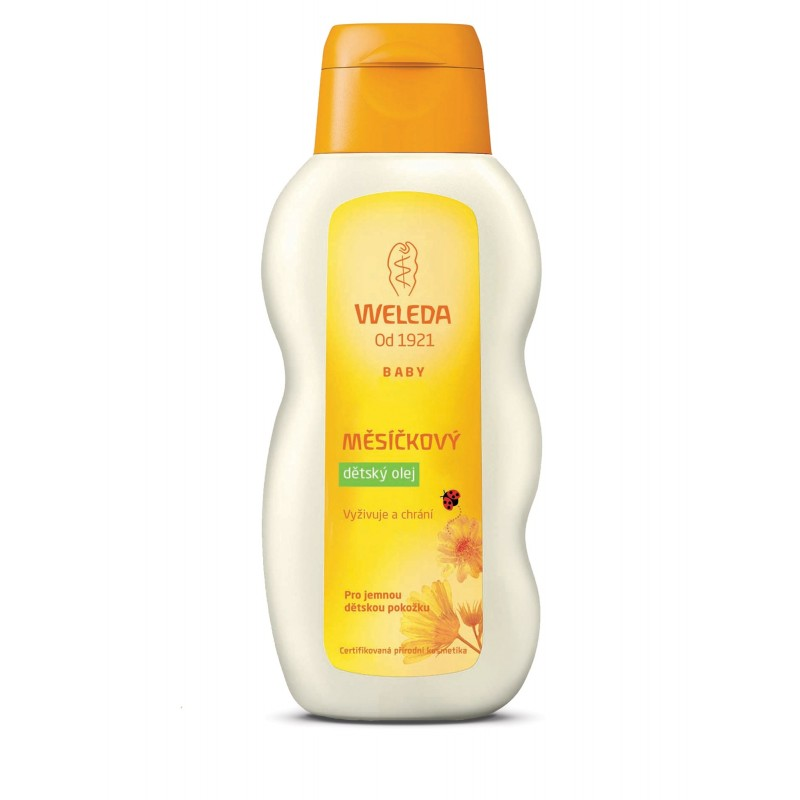 WELEDA
Od 1921
BABY
MĚSÍČKOVÝ
dětský olej
Vyživuje a chrání
Pro jemnou
dětskou pokožku
Certifikovaná přírodní kosmetika